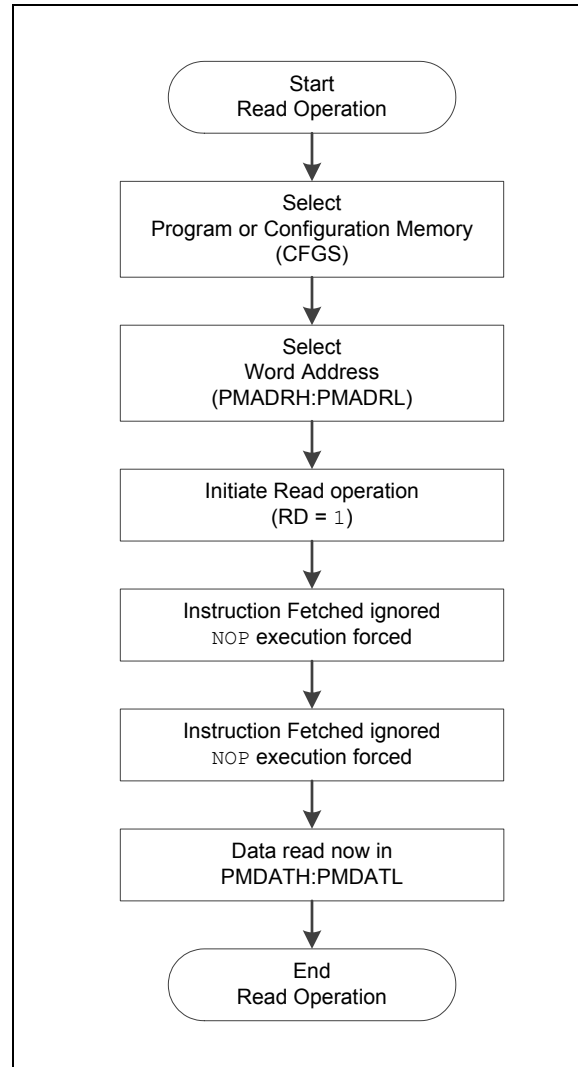 Start
Read Operation
Select
Program or Configuration Memory
(CFGS)
Select
Word Address
(PMADRH:PMADRL)
Initiate Read operation
(RD = 1)
Instruction Fetched ignored
NOP execution forced
Instruction Fetched ignored
NOP execution forced
Data read now in
PMDATH:PMDATL
End
Read Operation